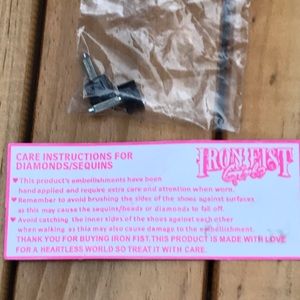 CARE INSTRUCTIONS FOR
DIAMONDS/SEQUINS
IRON FIST
♥ This product's embellishments have been
hand applied and require extra care and attention when worn.
♥ Remember to avoid brushing the sides of the shoes against surfaces
as this may cause the sequins/beads or diamonds to fall off.
♥ Avoid catching the inner sides of the shoes against each other
when walking as this may also cause damage to the embellishment.
THANK YOU FOR BUYING IRON FIST. THIS PRODUCT IS MADE WITH LOVE
FOR A HEARTLESS WORLD SO TREAT IT WITH CARE.